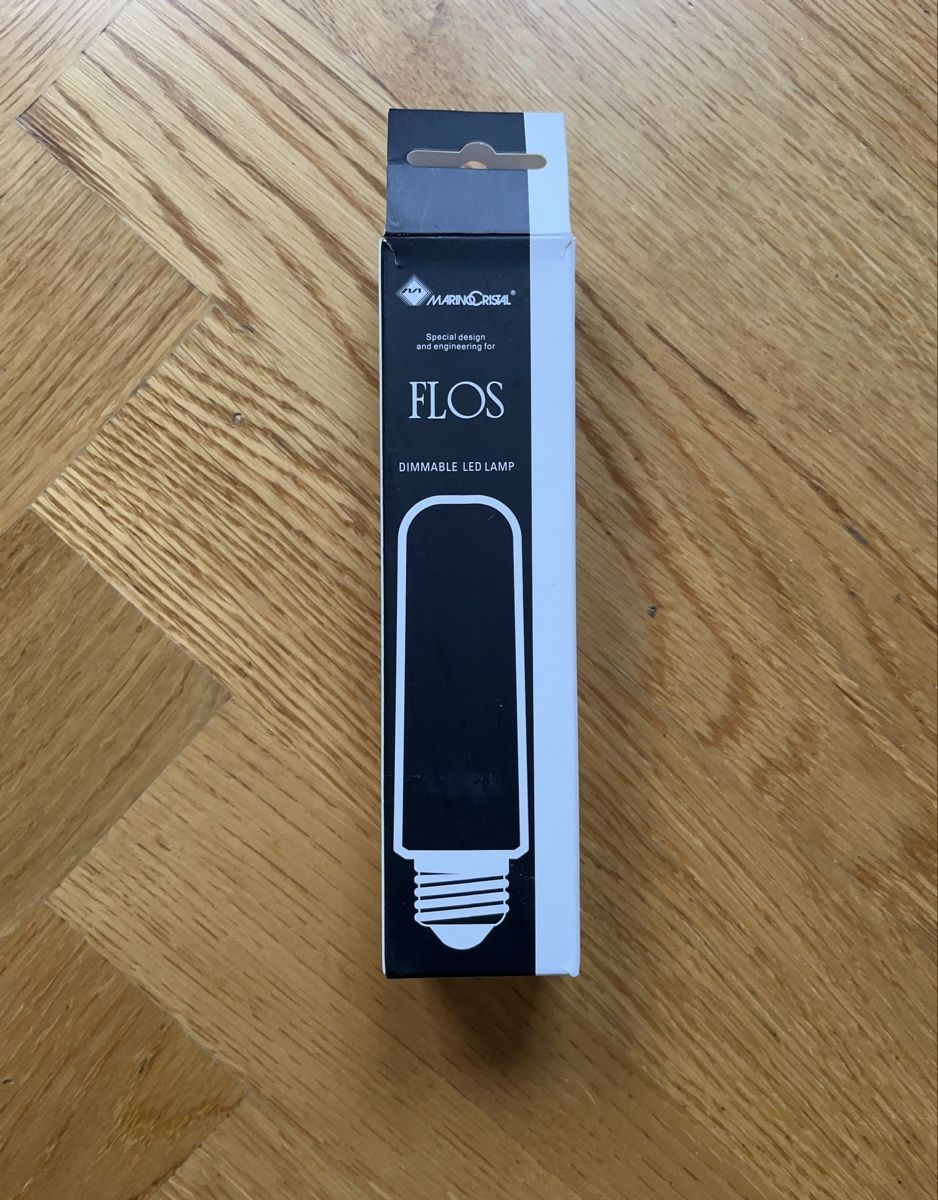 MARINOCRISTAL®
Special design
and engineering for
FLOS
DIMMABLE LED LAMP